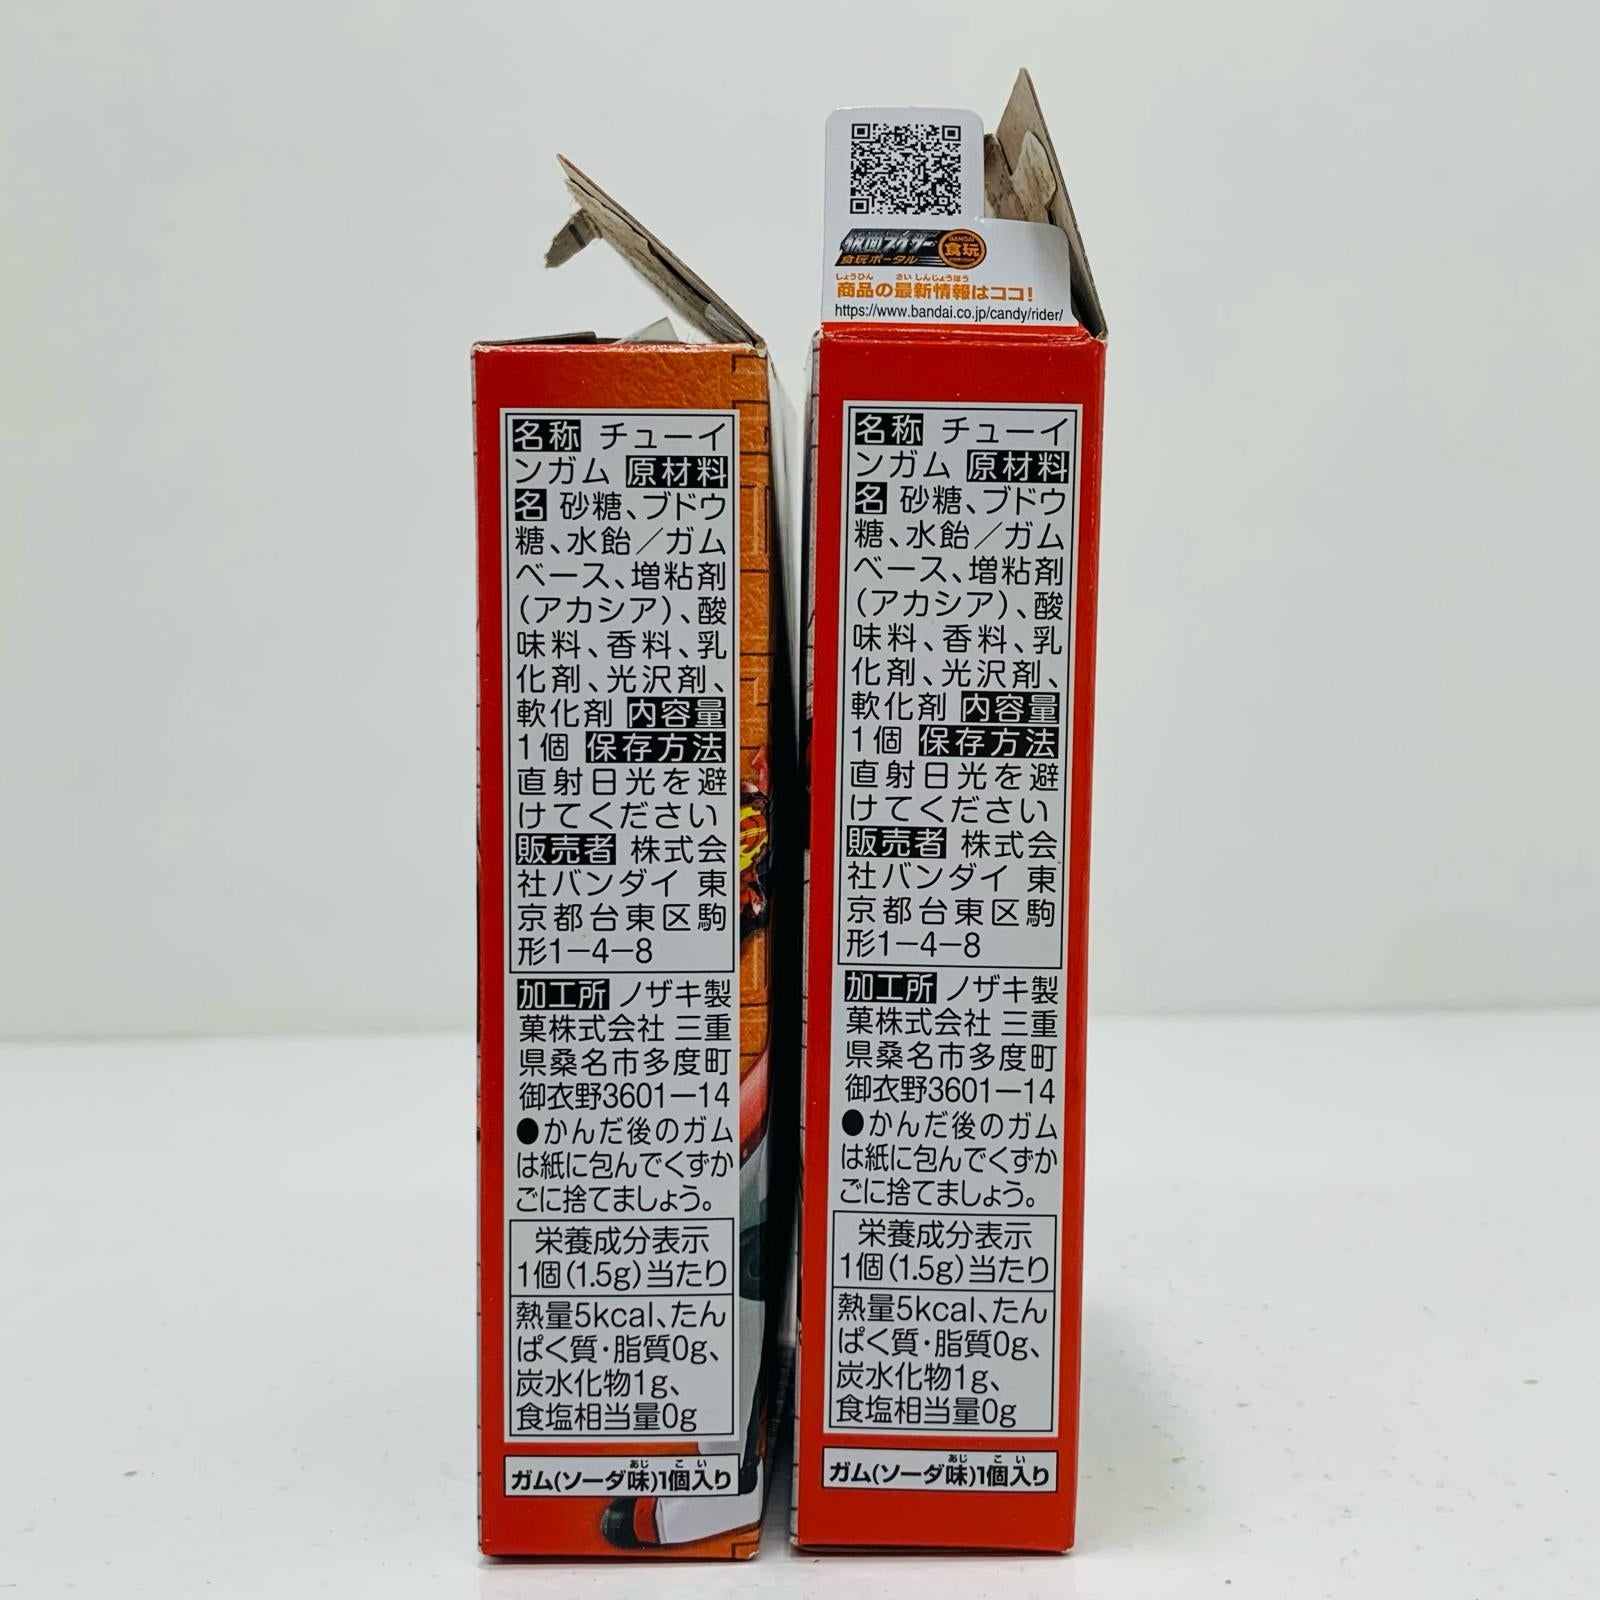 名称 チューイ
ンガム 原材料
名 砂糖、ブドウ
糖、水飴／ガム
ベース、増粘剤
(アカシア)、酸
味料、香料、乳
化剤、光沢剤、
軟化剤 内容量
1個 保存方法
直射日光を避
けてください
販売者 株式会
社バンダイ 東
京都台東区駒
形1ー4ー8
加工所 ノザキ製
菓株式会社 三重
県桑名市多度町
御衣野3601ー14
●かんだ後のガム
は紙に包んでくずか
ごに捨てましょう。
栄養成分表示
1個(1.5g)当たり
熱量5kcal、たん
ぱく質・脂質0g、
炭水化物1g、
食塩相当量0g
あじ こ い
ガム(ソーダ味)1個入り
仮面ライダー
食玩ポータル
BANDAI
食玩
しょうひん さいしんじょうほう
商品の最新情報はココ!
https://www.bandai.co.jp/candy/rider/
名称 チューイ
ンガム 原材料
名 砂糖、ブドウ
糖、水飴／ガム
ベース、増粘剤
(アカシア)、酸
味料、香料、乳
化剤、光沢剤、
軟化剤 内容量
1個 保存方法
直射日光を避
けてください
販売者 株式会
社バンダイ 東
京都台東区駒
形1ー4ー8
加工所 ノザキ製
菓株式会社 三重
県桑名市多度町
御衣野3601ー14
●かんだ後のガム
は紙に包んでくずか
ごに捨てましょう。
栄養成分表示
1個(1.5g)当たり
熱量5kcal、たん
ぱく質・脂質0g、
炭水化物1g、
食塩相当量0g
あじ こ い
ガム(ソーダ味)1個入り